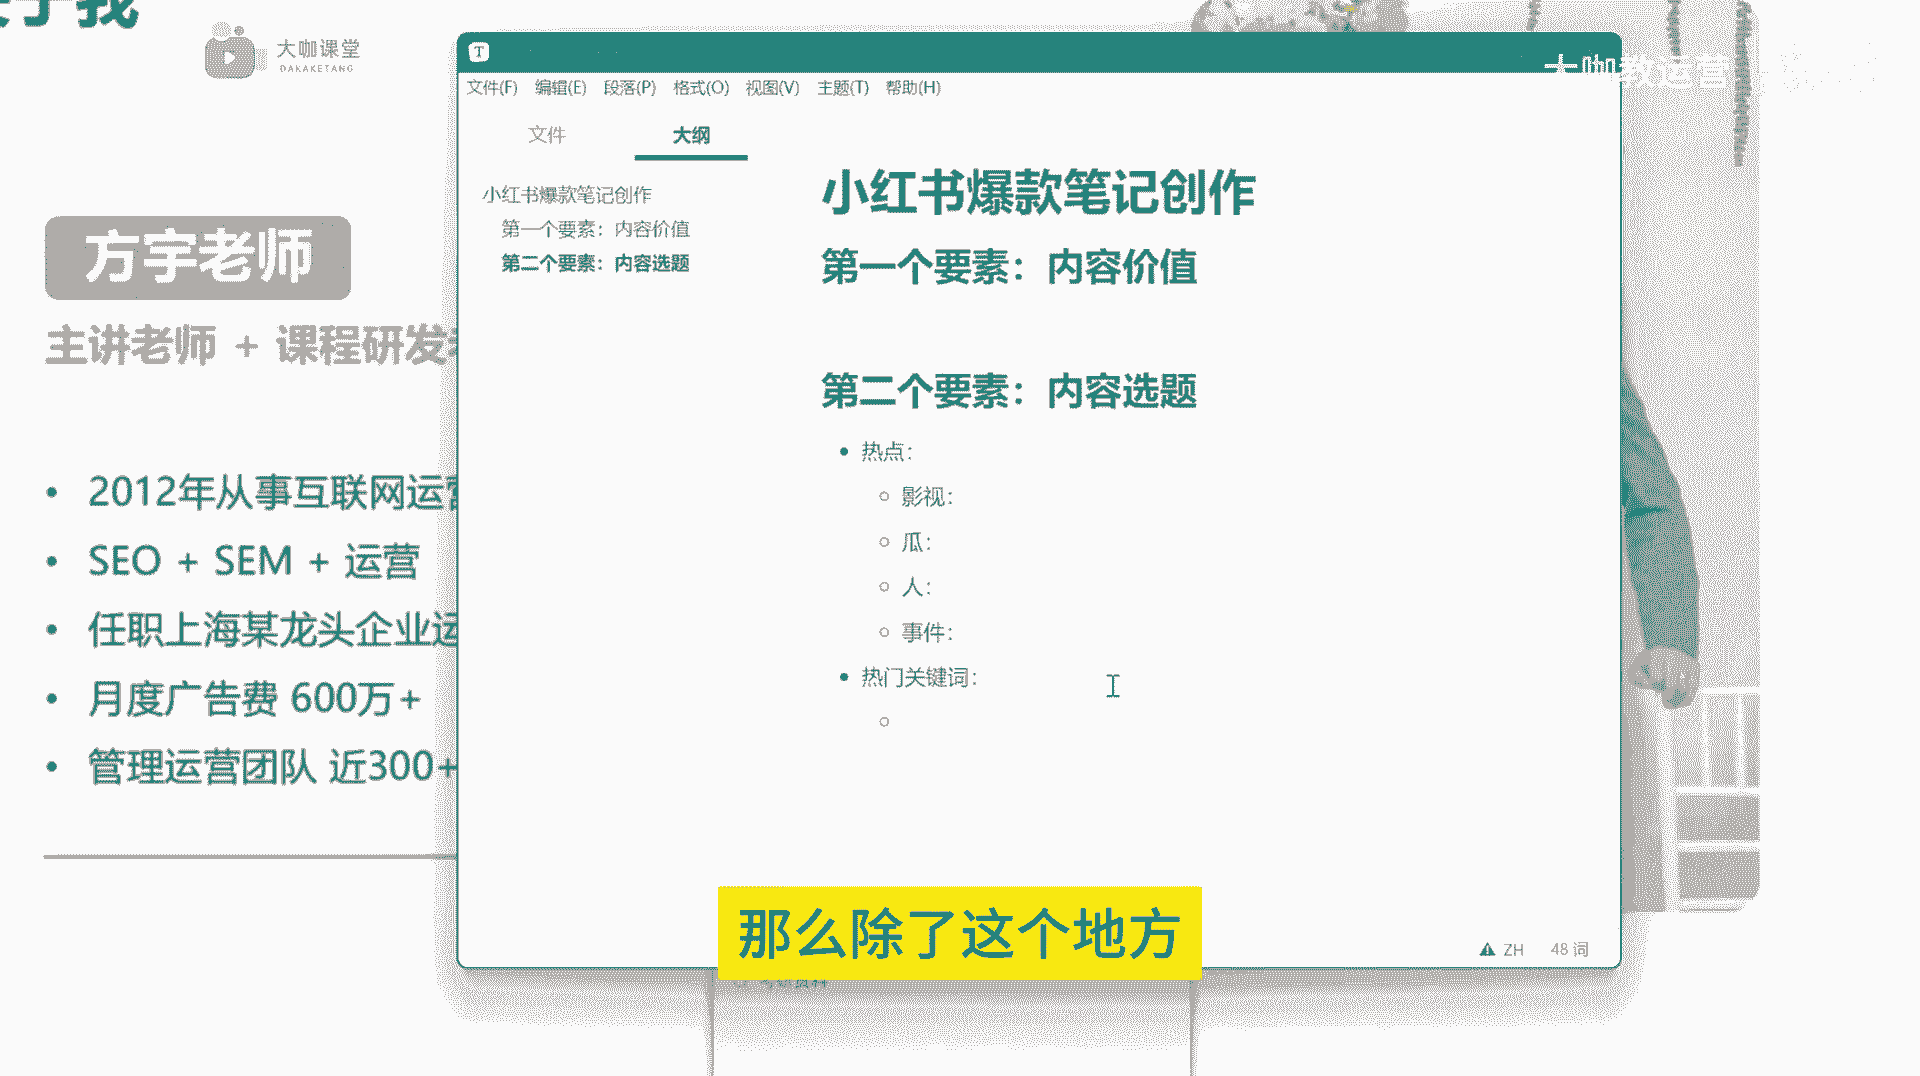 大咖课堂
DAKAKETANG
大咖教运营
方宇老师
主讲老师 + 课程研发
2012年从事互联网运营
SEO + SEM + 运营
任职上海某龙头企业运
月度广告费 600万+
管理运营团队 近300+
T
文件(F) 编辑(E) 段落(P) 格式(O) 视图(V) 主题(T) 帮助(H)
文件 大纲
小红书爆款笔记创作
第一个要素：内容价值
第二个要素：内容选题
小红书爆款笔记创作
第一个要素：内容价值
第二个要素：内容选题
热点：
影视：
瓜：
人：
事件：
热门关键词：
ZH 48 词
那么除了这个地方